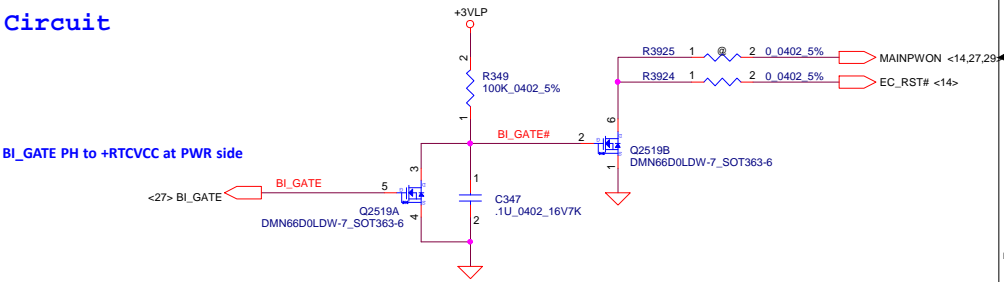 Circuit
+3VLP
2
R349
100K_0402_5%
1
R3925 1 @ 2 0_0402_5%
MAINPWON <14,27,29>
R3924 1 2 0_0402_5%
EC_RST# <14>
BI_GATE PH to +RTCVCC at PWR side
BI_GATE#
2
6
1
Q2519B
DMN66D0LDW-7_SOT363-6
<27> BI_GATE
BI_GATE
5
3
4
Q2519A
DMN66D0LDW-7_SOT363-6
1
C347
.1U_0402_16V7K
2